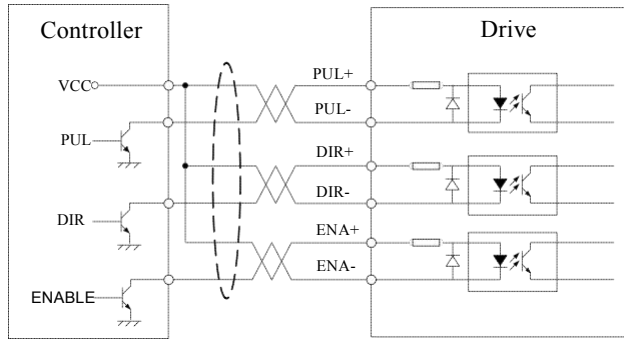 Controller
Drive
VCC
PUL+
PUL-
PUL
DIR+
DIR-
DIR
ENA+
ENA-
ENABLE